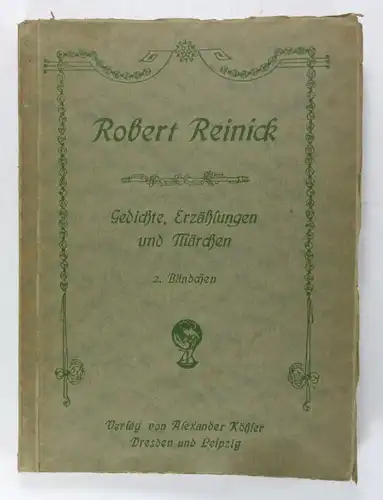 Robert Reinick
Gedichte, Erzählungen
und Märchen
2. Bändchen
Verlag von Alexander Köhler
Dresden und Leipzig